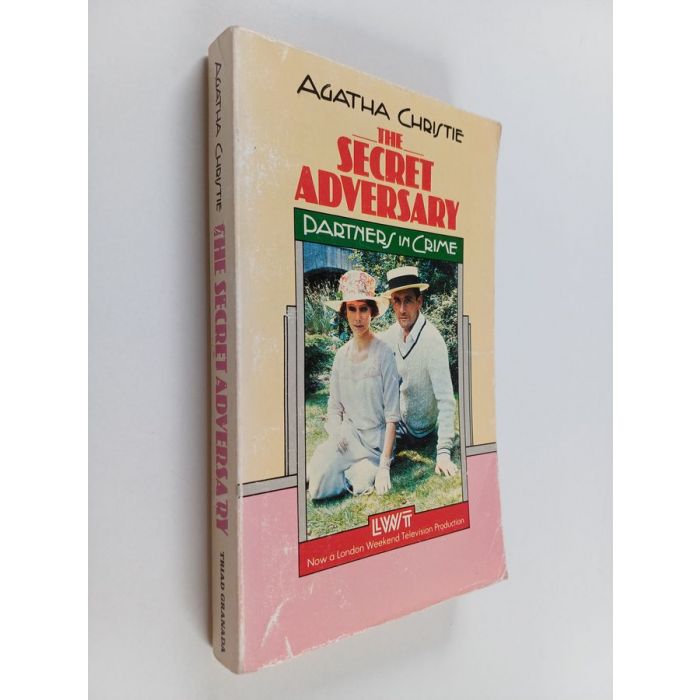 AGATHA CHRISTIE
THE
SECRET
ADVERSARY
PARTNERS IN CRIME
LWT
Now a London Weekend Television Production
AGATHA CHRISTIE
THE SECRET ADVERSARY
TRIAD GRANADA